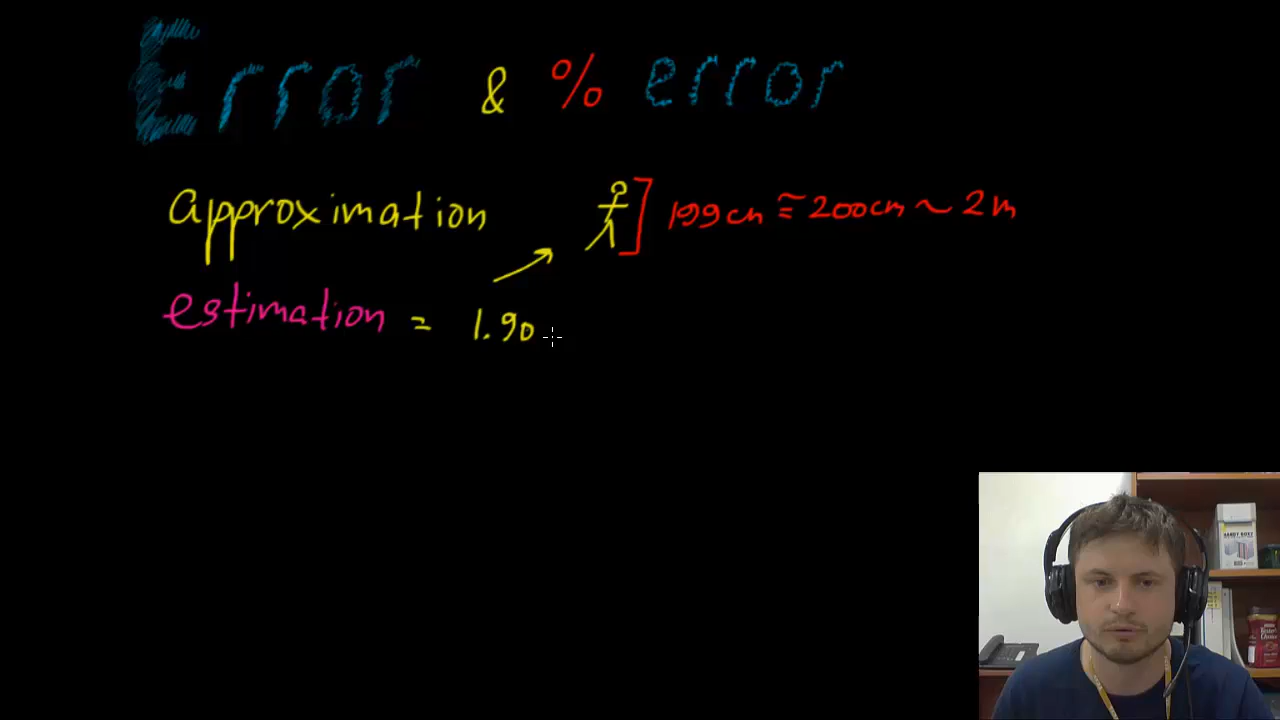 Error & % error
approximation 199cm ≈ 200cm ~ 2m
estimation = 1.90